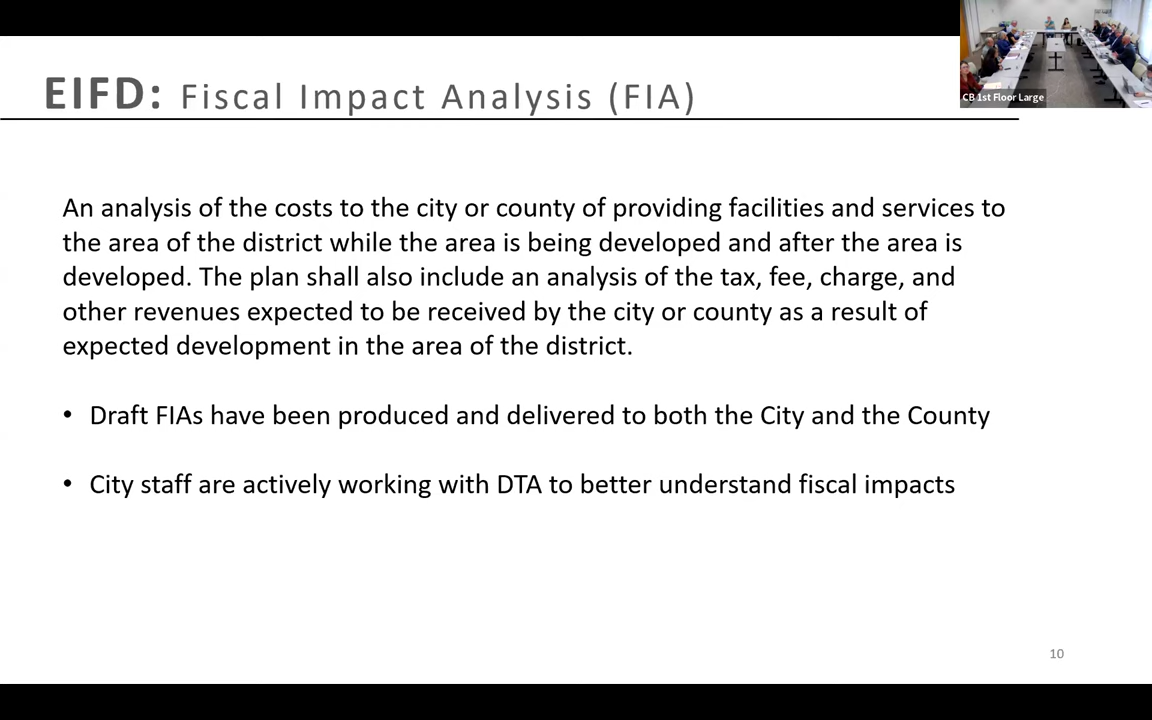 EIFD: Fiscal Impact Analysis (FIA)
CB 1st Floor Large
An analysis of the costs to the city or county of providing facilities and services to
the area of the district while the area is being developed and after the area is
developed. The plan shall also include an analysis of the tax, fee, charge, and
other revenues expected to be received by the city or county as a result of
expected development in the area of the district.
• Draft FIAs have been produced and delivered to both the City and the County
• City staff are actively working with DTA to better understand fiscal impacts
10